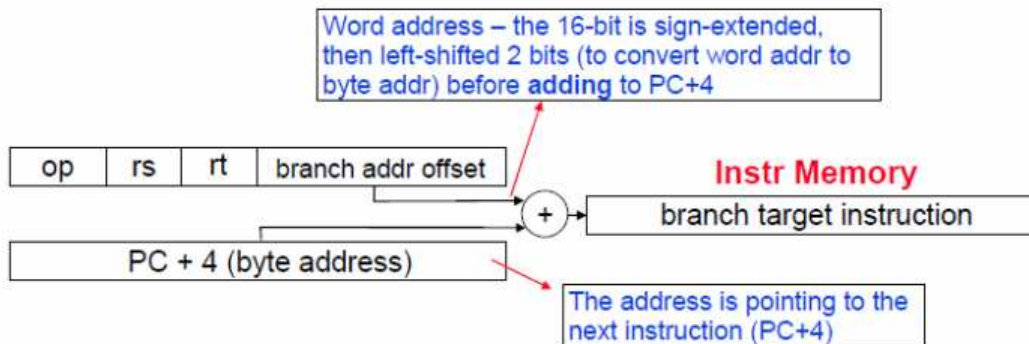 Word address – the 16-bit is sign-extended,
then left-shifted 2 bits (to convert word addr to
byte addr) before adding to PC+4
op rs rt branch addr offset
Instr Memory
+
branch target instruction
PC + 4 (byte address)
The address is pointing to the
next instruction (PC+4)